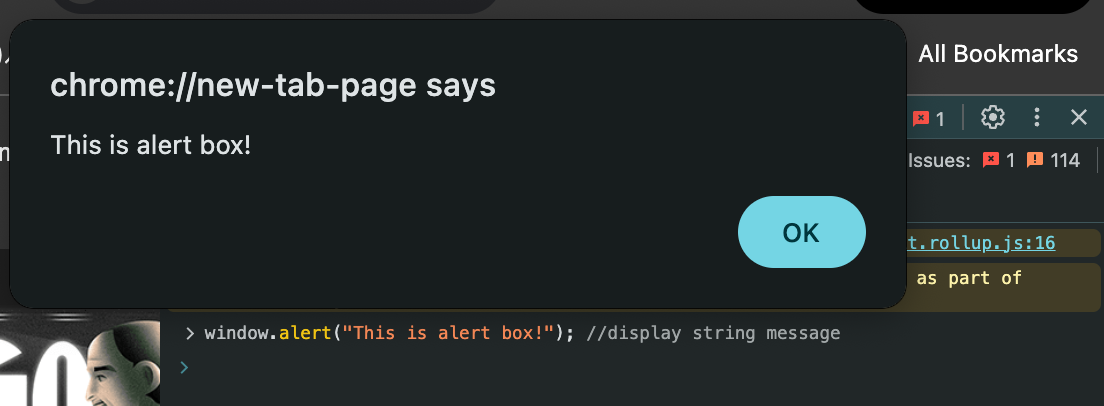 All Bookmarks
chrome://new-tab-page says
This is alert box!
OK
1
Issues: 1 114
t.rollup.js:16
as part of
> window.alert("This is alert box!"); //display string message
>